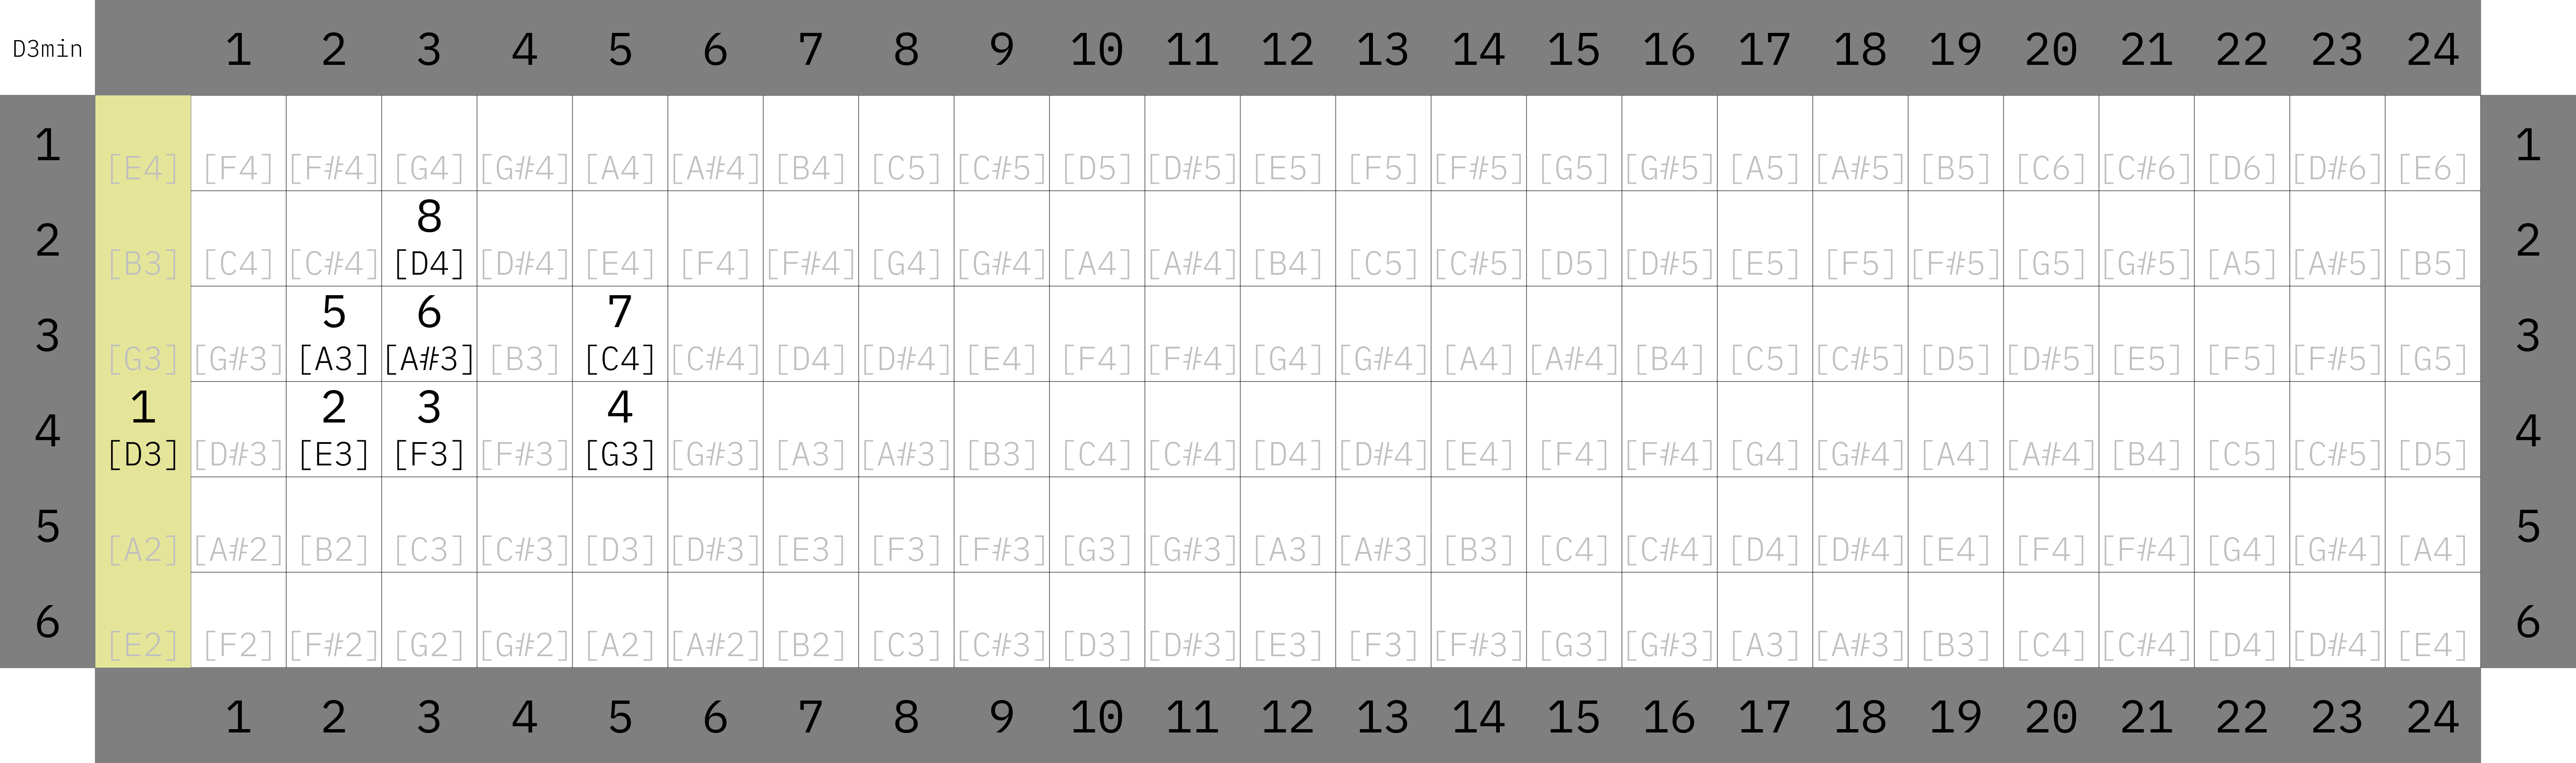 D3min 1 2 3 4 5 6 7 8 9 10 11 12 13 14 15 16 17 18 19 20 21 22 23 24
1 [E4] [F4] [F#4] [G4] [G#4] [A4] [A#4] [B4] [C5] [C#5] [D5] [D#5] [E5] [F5] [F#5] [G5] [G#5] [A5] [A#5] [B5] [C6] [C#6] [D6] [D#6] [E6] 1
8
2 [B3] [C4] [C#4] [D4] [D#4] [E4] [F4] [F#4] [G4] [G#4] [A4] [A#4] [B4] [C5] [C#5] [D5] [D#5] [E5] [F5] [F#5] [G5] [G#5] [A5] [A#5] [B5] 2
5 6 7
3 [G3] [G#3] [A3] [A#3] [B3] [C4] [C#4] [D4] [D#4] [E4] [F4] [F#4] [G4] [G#4] [A4] [A#4] [B4] [C5] [C#5] [D5] [D#5] [E5] [F5] [F#5] [G5] 3
1 2 3 4
4 [D3] [D#3] [E3] [F3] [F#3] [G3] [G#3] [A3] [A#3] [B3] [C4] [C#4] [D4] [D#4] [E4] [F4] [F#4] [G4] [G#4] [A4] [A#4] [B4] [C5] [C#5] [D5] 4
5 [A2] [A#2] [B2] [C3] [C#3] [D3] [D#3] [E3] [F3] [F#3] [G3] [G#3] [A3] [A#3] [B3] [C4] [C#4] [D4] [D#4] [E4] [F4] [F#4] [G4] [G#4] [A4] 5
6 [E2] [F2] [F#2] [G2] [G#2] [A2] [A#2] [B2] [C3] [C#3] [D3] [D#3] [E3] [F3] [F#3] [G3] [G#3] [A3] [A#3] [B3] [C4] [C#4] [D4] [D#4] [E4] 6
1 2 3 4 5 6 7 8 9 10 11 12 13 14 15 16 17 18 19 20 21 22 23 24